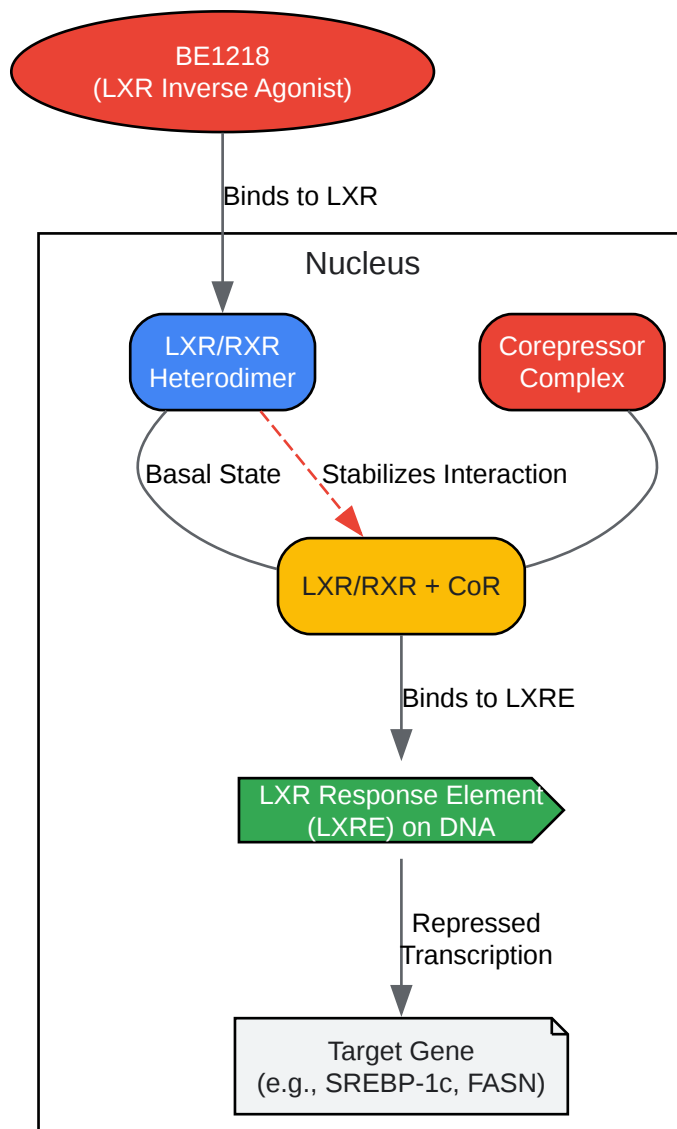 BE1218
(LXR Inverse Agonist)
Binds to LXR
Nucleus
LXR/RXR
Heterodimer
Corepressor
Complex
Basal State
Stabilizes Interaction
LXR/RXR + CoR
Binds to LXRE
LXR Response Element
(LXRE) on DNA
Repressed
Transcription
Target Gene
(e.g., SREBP-1c, FASN)